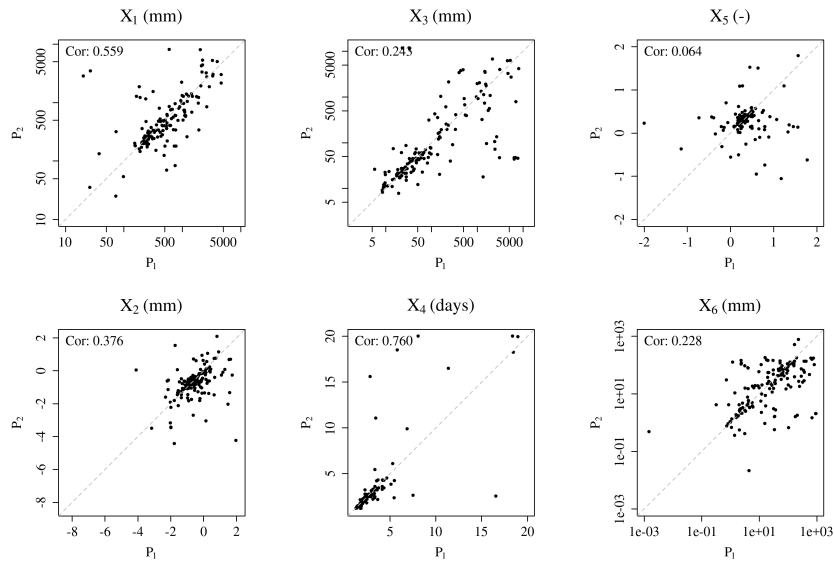 X₁ (mm)
Cor: 0.559
5000
500
50
10
P₂
10 50 500 5000
P₁
X₃ (mm)
Cor: 0.243
5000
500
50
5
P₂
5 50 500 5000
P₁
X₅ (-)
Cor: 0.064
2
1
0
-1
-2
P₂
-2 -1 0 1 2
P₁
X₂ (mm)
Cor: 0.376
2
0
-2
-4
-6
-8
P₂
-8 -6 -4 -2 0 2
P₁
X₄ (days)
Cor: 0.760
20
15
10
5
P₂
5 10 15 20
P₁
X₆ (mm)
Cor: 0.228
1e+03
1e+01
1e-01
1e-03
P₂
1e-03 1e-01 1e+01 1e+03
P₁